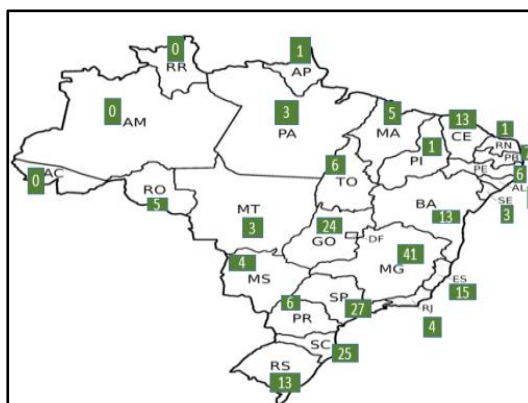 0
RR
1
AP
0
AM
3
PA
5
MA
13
CE
1
RN
PB
1
PI
PE
6
AL
AC
0
RO
5
6
TO
BA
13
SE
3
MT
3
24
GO
DF
41
MG
4
MS
ES
15
6
SP
27
RJ
4
PR
SC
25
RS
13